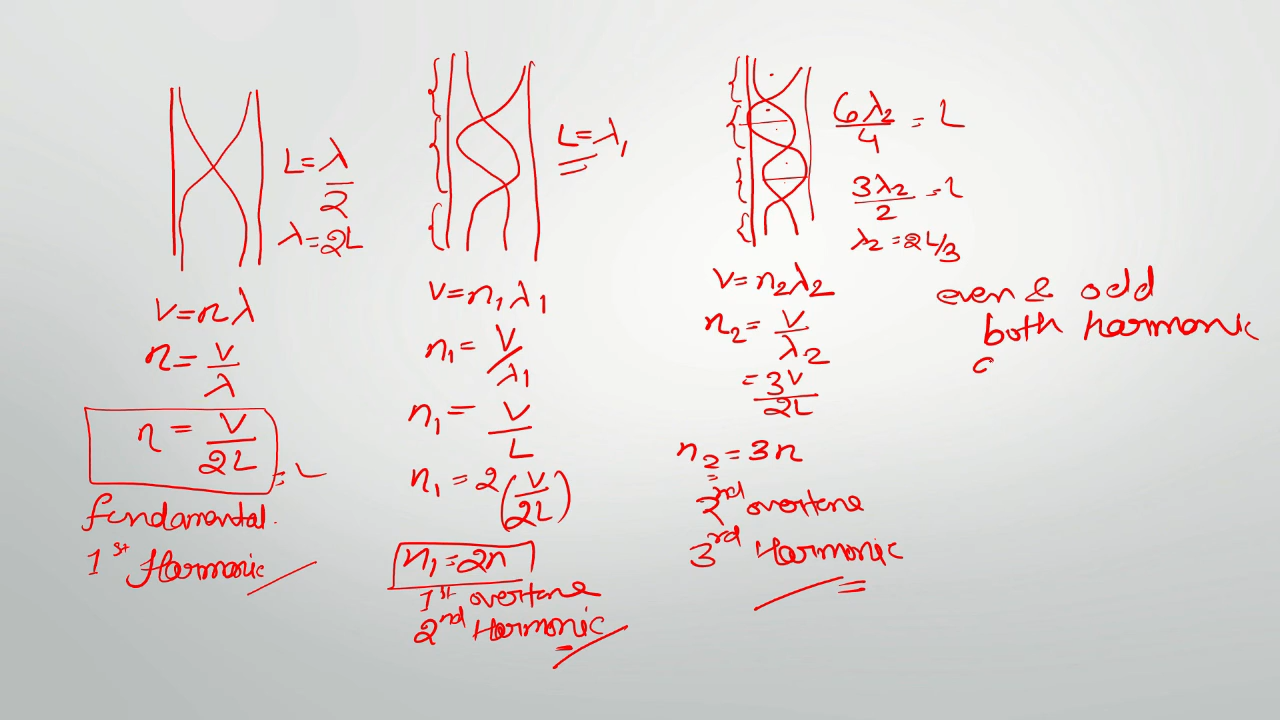 L = λ/2
λ = 2L
v = nλ
n = v/λ
n = v/2L
fundamental.
1st Harmonic
L = λ1
v = n1 λ1
n1 = v/λ1
n1 = v/L
n1 = 2(v/2L)
n1 = 2n
1st overtone
2nd Harmonic
6λ2/4 = L
3λ2/2 = L
λ2 = 2L/3
v = n2λ2
n2 = v/λ2
= 3v/2L
n2 = 3n
2nd overtone
3rd Harmonic
even & odd
both harmonic